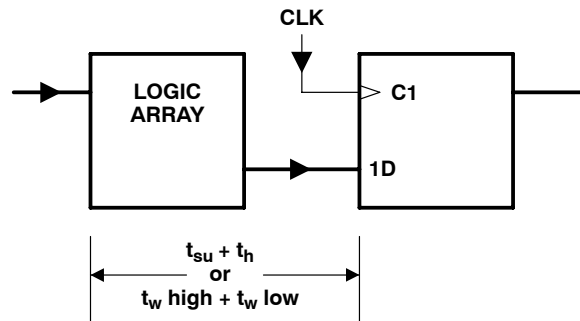 CLK
LOGIC
ARRAY
C1
1D
tsu + th
or
tw high + tw low